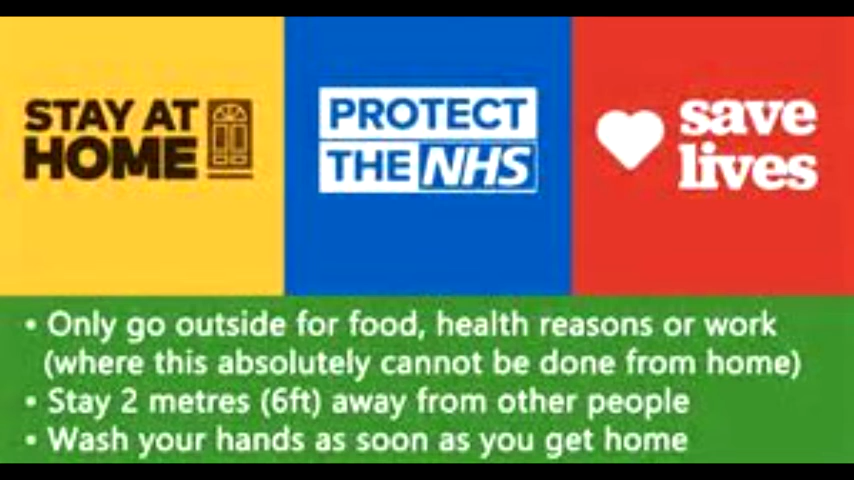 STAY AT
HOME
PROTECT
THE NHS
save
lives
• Only go outside for food, health reasons or work
(where this absolutely cannot be done from home)
• Stay 2 metres (6ft) away from other people
• Wash your hands as soon as you get home